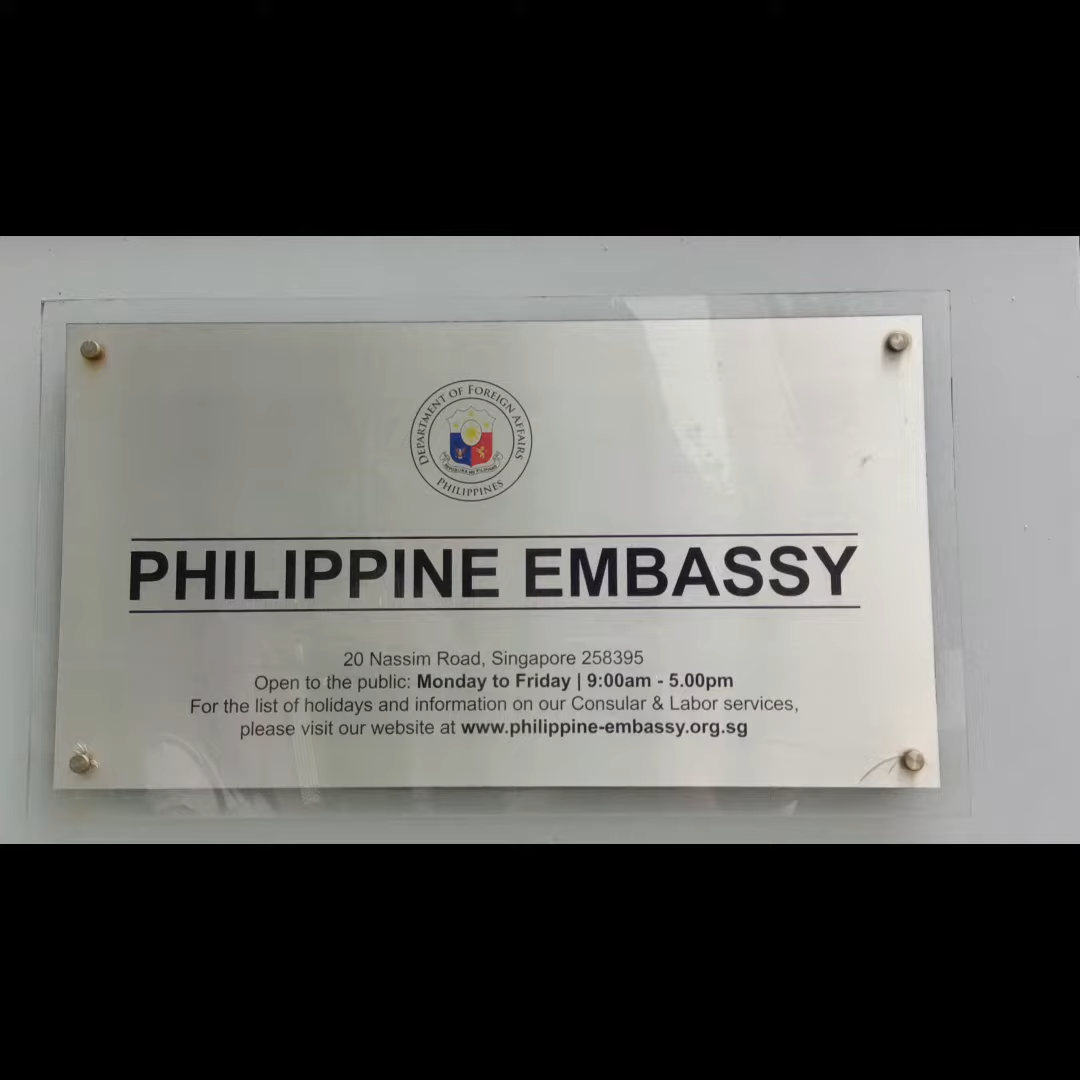 DEPARTMENT OF FOREIGN AFFAIRS
PHILIPPINES
PHILIPPINE EMBASSY
20 Nassim Road, Singapore 258395
Open to the public: Monday to Friday | 9:00am - 5.00pm
For the list of holidays and information on our Consular & Labor services,
please visit our website at www.philippine-embassy.org.sg